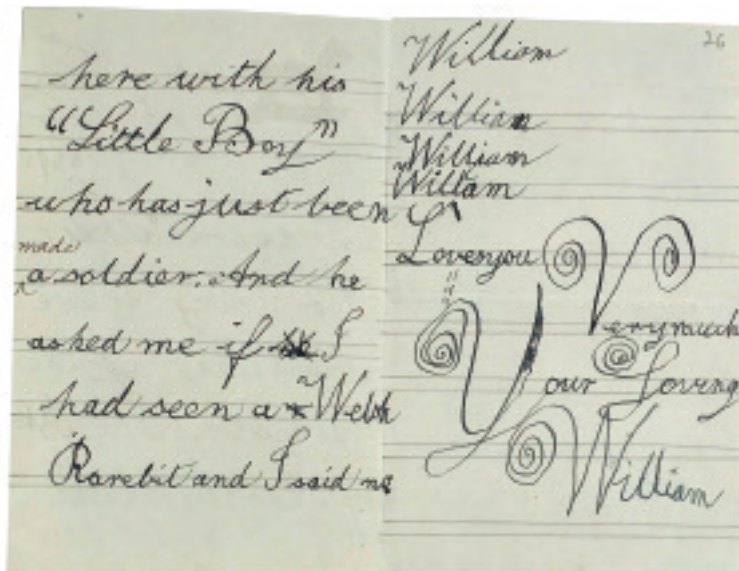 here with his
"Little Boy"
who has just been
made
a soldier. And he
asked me if I
had seen a Welsh
Rarebit and I said no
26
William
William
William
William
Loven you
Very much
Your Loving
William